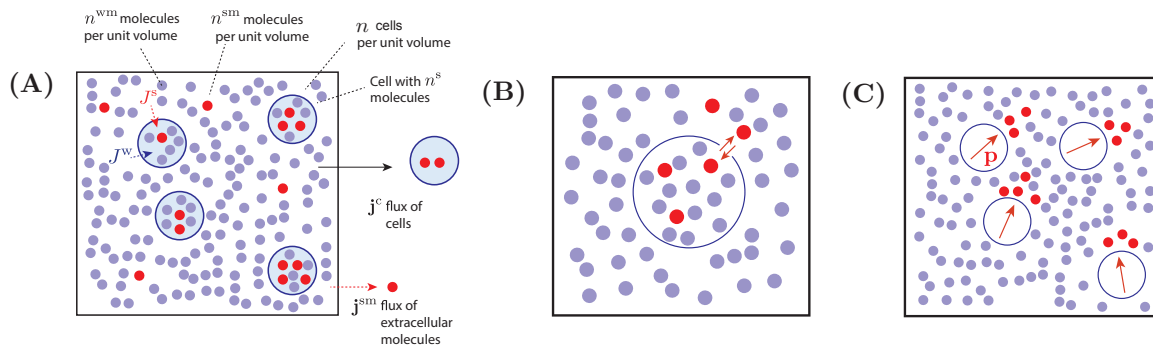 (A)
n^wm molecules
per unit volume
n^sm molecules
per unit volume
n cells
per unit volume
Cell with n^s
molecules
J^s
J^w
j^c flux of
cells
j^sm flux of
extracellular
molecules
(B)
(C)
p